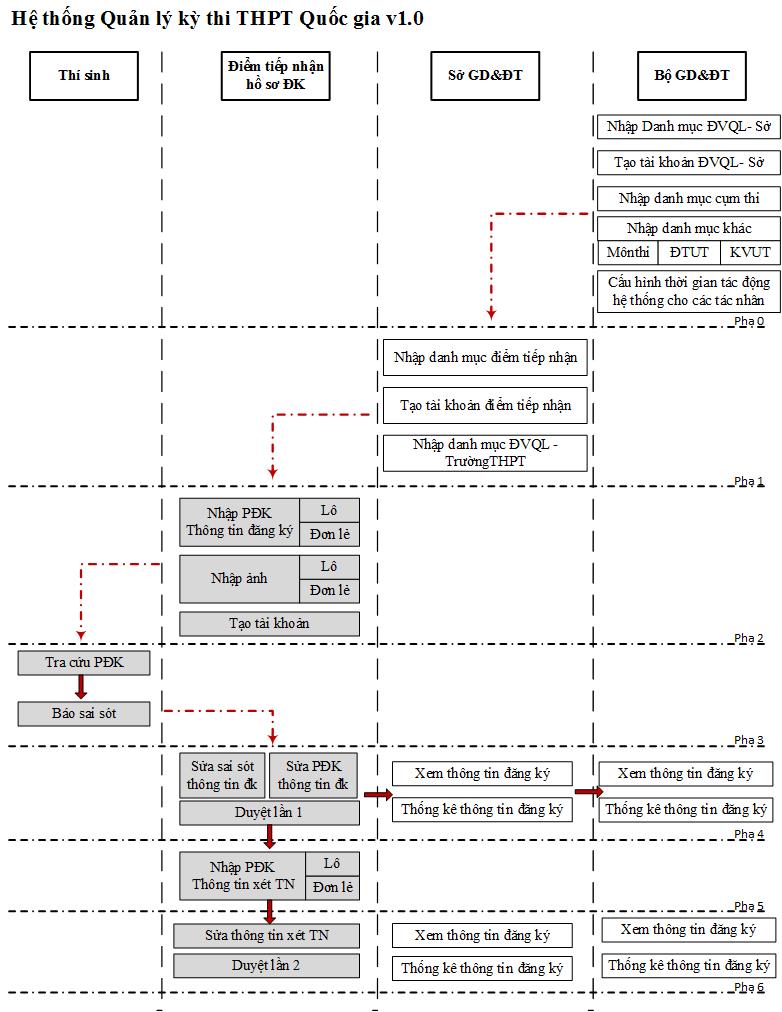 Hệ thống Quản lý kỳ thi THPT Quốc gia v1.0
Thí sinh
Điểm tiếp nhận
hồ sơ ĐK
Sở GD&ĐT
Bộ GD&ĐT
Nhập Danh mục ĐVQL- Sở
Tạo tài khoản ĐVQL- Sở
Nhập danh mục cụm thi
Nhập danh mục khác
Mônthi
ĐTUT
KVUT
Cấu hình thời gian tác động
hệ thống cho các tác nhân
Pha 0
Nhập danh mục điểm tiếp nhận
Tạo tài khoản điểm tiếp nhận
Nhập danh mục ĐVQL -
TrườngTHPT
Pha 1
Nhập PĐK
Thông tin đăng ký
Lô
Đơn lẻ
Nhập ảnh
Lô
Đơn lẻ
Tạo tài khoản
Pha 2
Tra cứu PĐK
Báo sai sót
Pha 3
Sửa sai sót
thông tin đk
Sửa PĐK
thông tin đk
Duyệt lần 1
Xem thông tin đăng ký
Thống kê thông tin đăng ký
Xem thông tin đăng ký
Thống kê thông tin đăng ký
Pha 4
Nhập PĐK
Thông tin xét TN
Lô
Đơn lẻ
Pha 5
Sửa thông tin xét TN
Duyệt lần 2
Xem thông tin đăng ký
Thống kê thông tin đăng ký
Xem thông tin đăng ký
Thống kê thông tin đăng ký
Pha 6